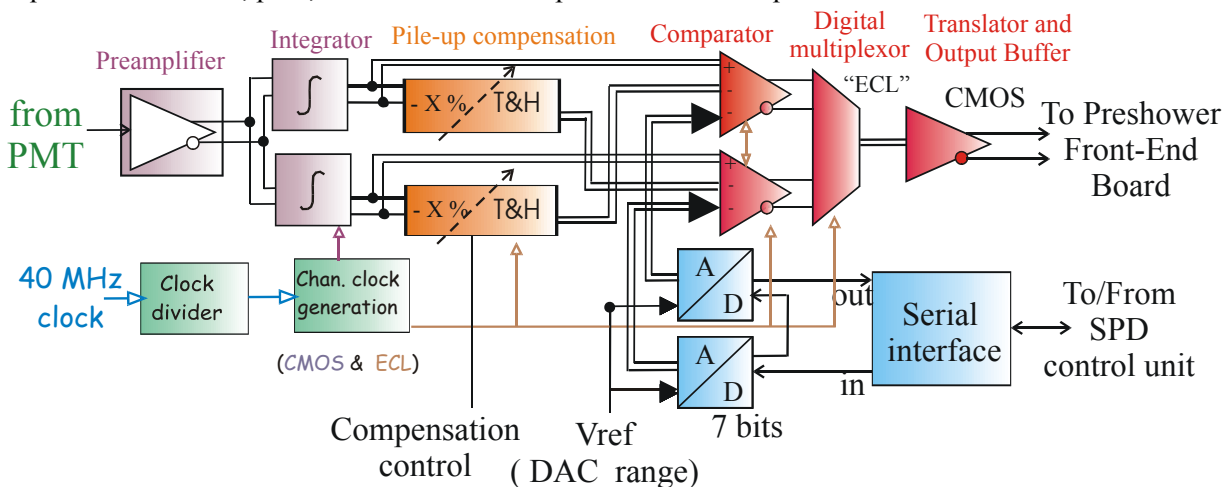 Digital
Translator and
Integrator
Pile-up compensation
Comparator
multiplexor
Output Buffer
Preamplifier
“ECL”
CMOS
from
PMT
∫
- X %
T&H
+
-
-
To Preshower
Front-End
Board
∫
- X %
T&H
+
-
-
40 MHz
clock
Clock
divider
Chan. clock
generation
(CMOS & ECL)
A
D
out
Serial
interface
To/From
SPD
control unit
A
D
in
7 bits
Compensation
control
Vref
( DAC range)